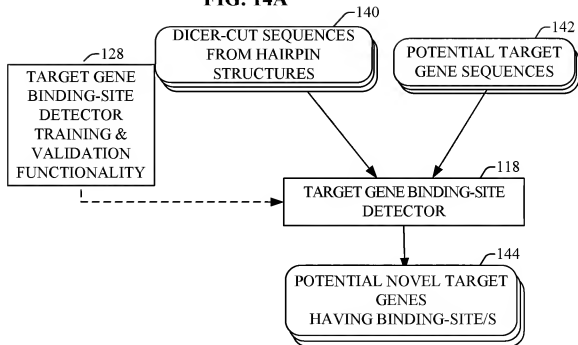 FIG. 14A
140
DICER-CUT SEQUENCES
FROM HAIRPIN
STRUCTURES
142
POTENTIAL TARGET
GENE SEQUENCES
128
TARGET GENE
BINDING-SITE
DETECTOR
TRAINING &
VALIDATION
FUNCTIONALITY
118
TARGET GENE BINDING-SITE
DETECTOR
144
POTENTIAL NOVEL TARGET
GENES
HAVING BINDING-SITE/S